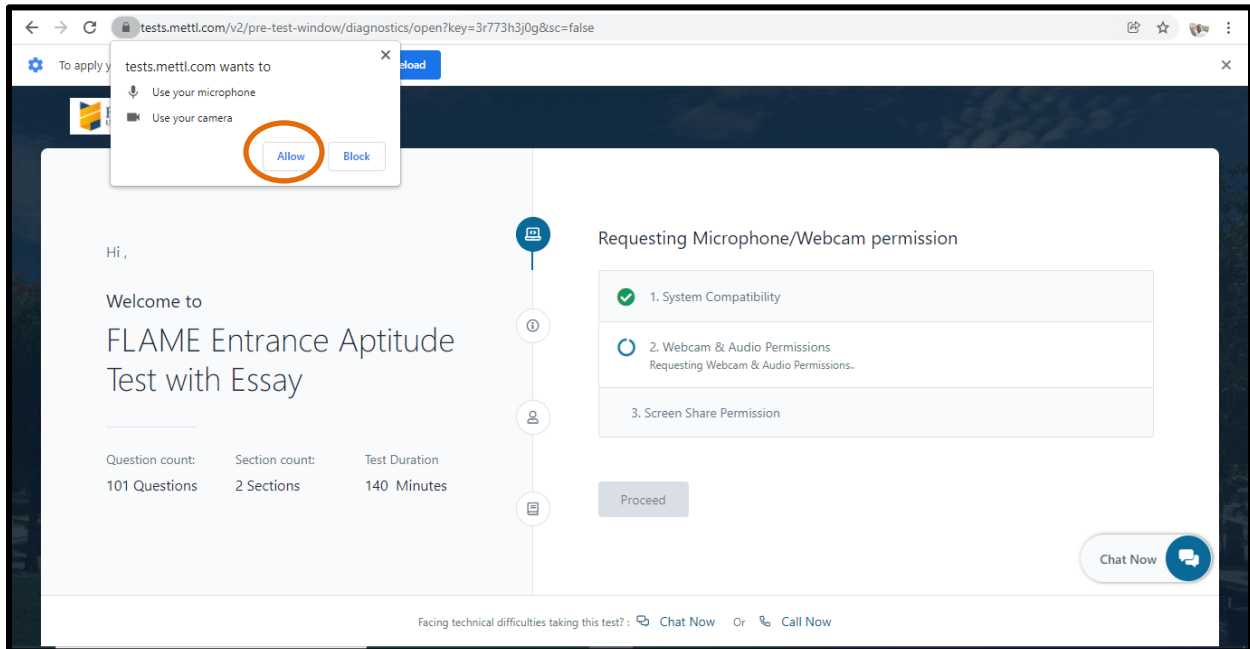 tests.mettl.com/v2/pre-test-window/diagnostics/open?key=3r773h3j0g&sc=false
To apply y
eload
tests.mettl.com wants to
Use your microphone
Use your camera
Allow
Block
Hi ,
Welcome to
FLAME Entrance Aptitude
Test with Essay
Question count:
Section count:
Test Duration
101 Questions
2 Sections
140 Minutes
Requesting Microphone/Webcam permission
1. System Compatibility
2. Webcam & Audio Permissions
Requesting Webcam & Audio Permissions..
3. Screen Share Permission
Proceed
Chat Now
Facing technical difficulties taking this test? : Chat Now Or Call Now